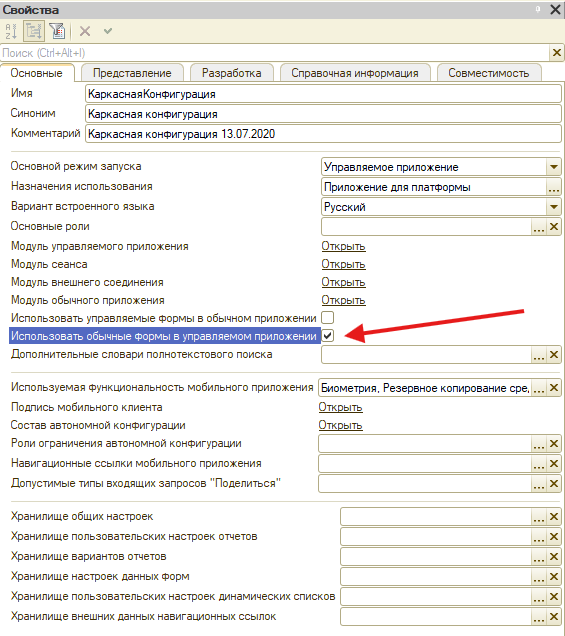 Свойства
Поиск (Ctrl+Alt+I)
Основные Представление Разработка Справочная информация Совместимость
Имя КаркаснаяКонфигурация
Синоним Каркасная конфигурация
Комментарий Каркасная конфигурация 13.07.2020
Основной режим запуска Управляемое приложение
Назначения использования Приложение для платформы ...
Вариант встроенного языка Русский
Основные роли ...
Модуль управляемого приложения Открыть
Модуль сеанса Открыть
Модуль внешнего соединения Открыть
Модуль обычного приложения Открыть
Использовать управляемые формы в обычном приложении
Использовать обычные формы в управляемом приложении
Дополнительные словари полнотекстового поиска ...
Используемая функциональность мобильного приложения Биометрия, Резервное копирование сре, ...
Подпись мобильного клиента Открыть
Состав автономной конфигурации Открыть
Роли ограничения автономной конфигурации ...
Навигационные ссылки мобильного приложения ...
Допустимые типы входящих запросов "Поделиться" ...
Хранилище общих настроек ...
Хранилище пользовательских настроек отчетов ...
Хранилище вариантов отчетов ...
Хранилище настроек данных форм ...
Хранилище пользовательских настроек динамических списков ...
Хранилище внешних данных навигационных ссылок ...